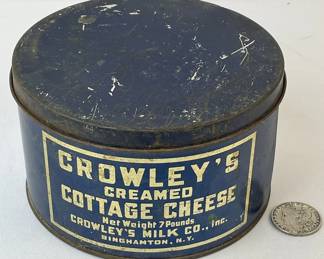 CROWLEY'S
CREAMED
COTTAGE CHEESE
Net Weight 7 Pounds
CROWLEY'S MILK CO., Inc.
BINGHAMTON, N.Y.